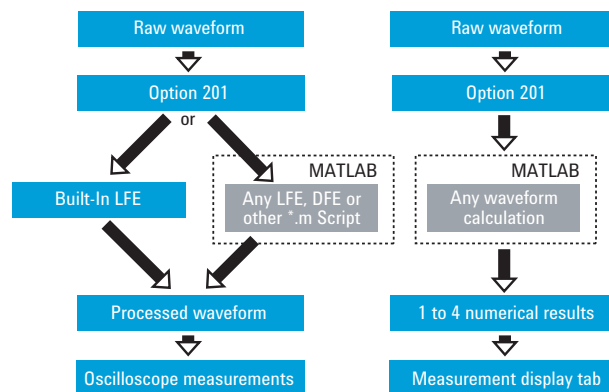 Raw waveform
Option 201
or
Built-In LFE
MATLAB
Any LFE, DFE or
other *.m Script
Processed waveform
Oscilloscope measurements
Raw waveform
Option 201
MATLAB
Any waveform
calculation
1 to 4 numerical results
Measurement display tab